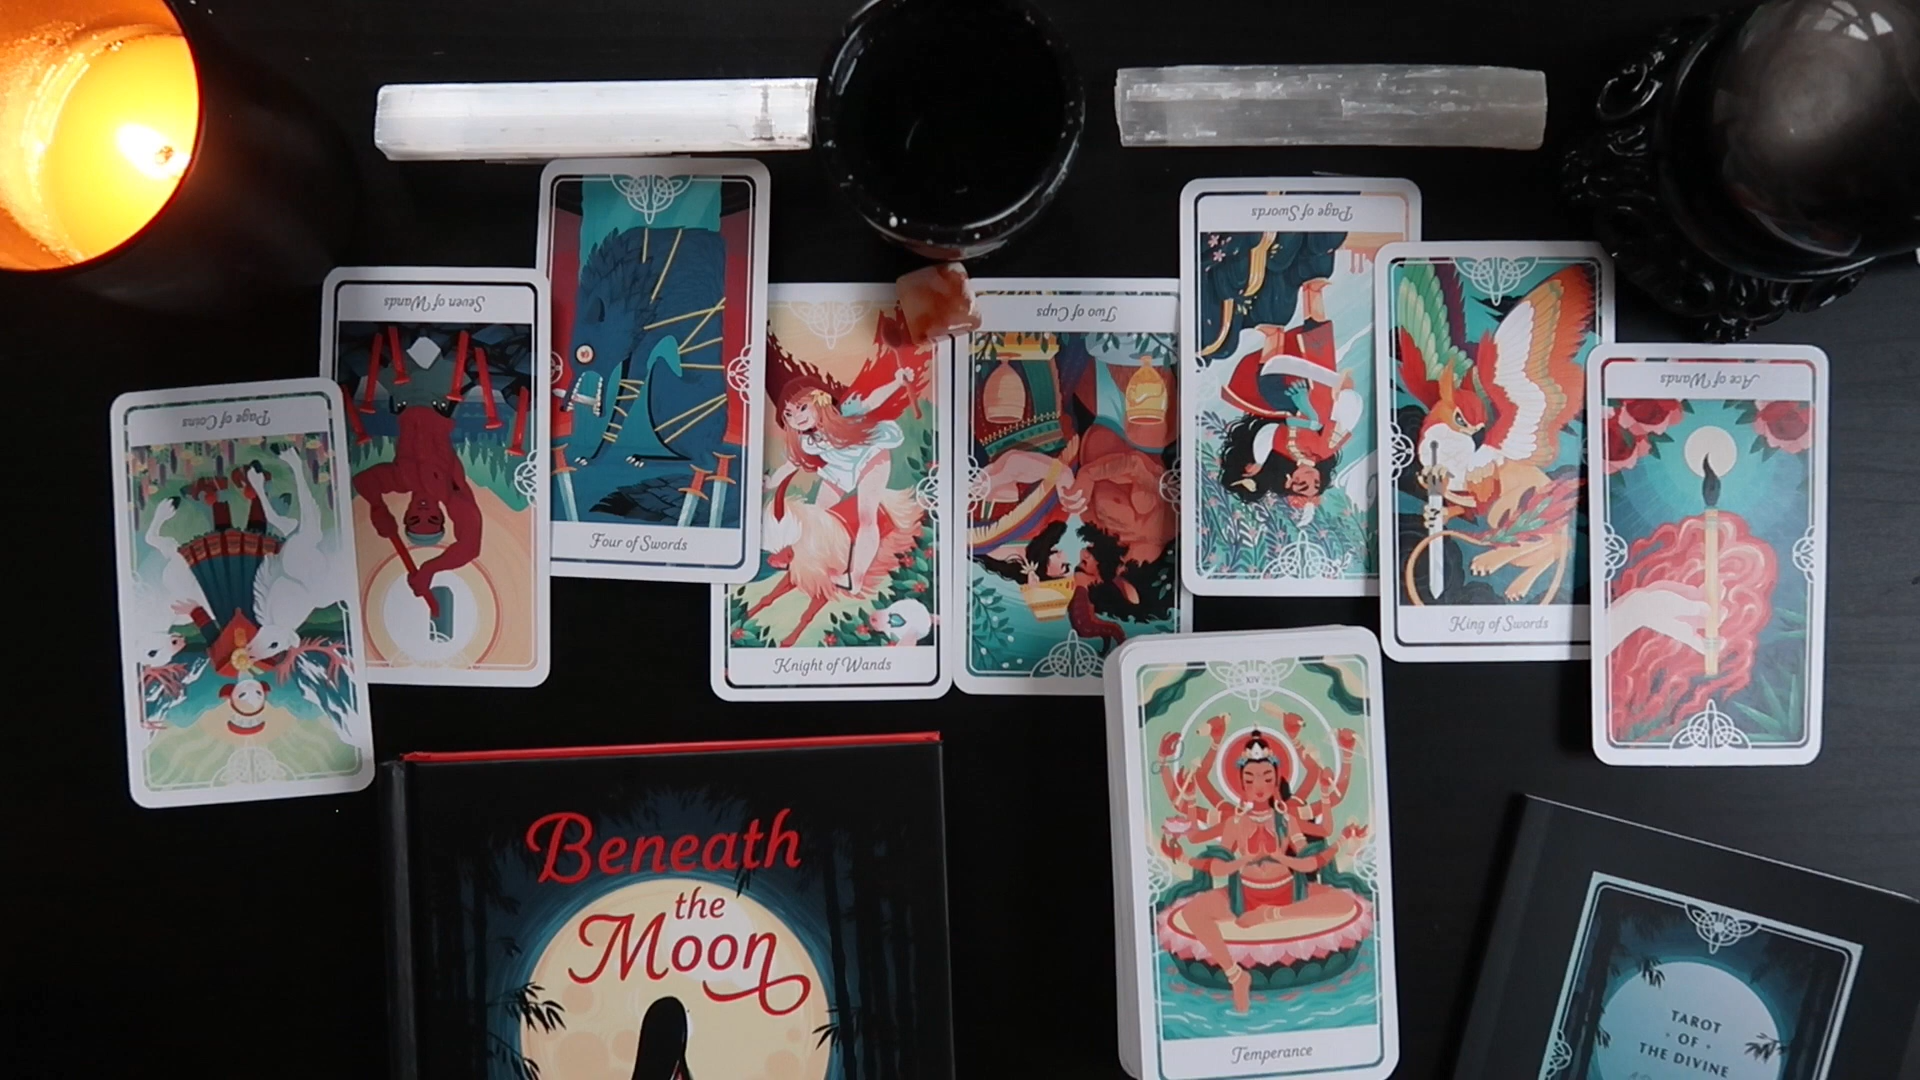 Page of Coins
Seven of Wands
Four of Swords
Knight of Wands
Two of Cups
Page of Swords
King of Swords
Ace of Wands
XIV
Temperance
Beneath
the
Moon
TAROT
OF
THE DIVINE